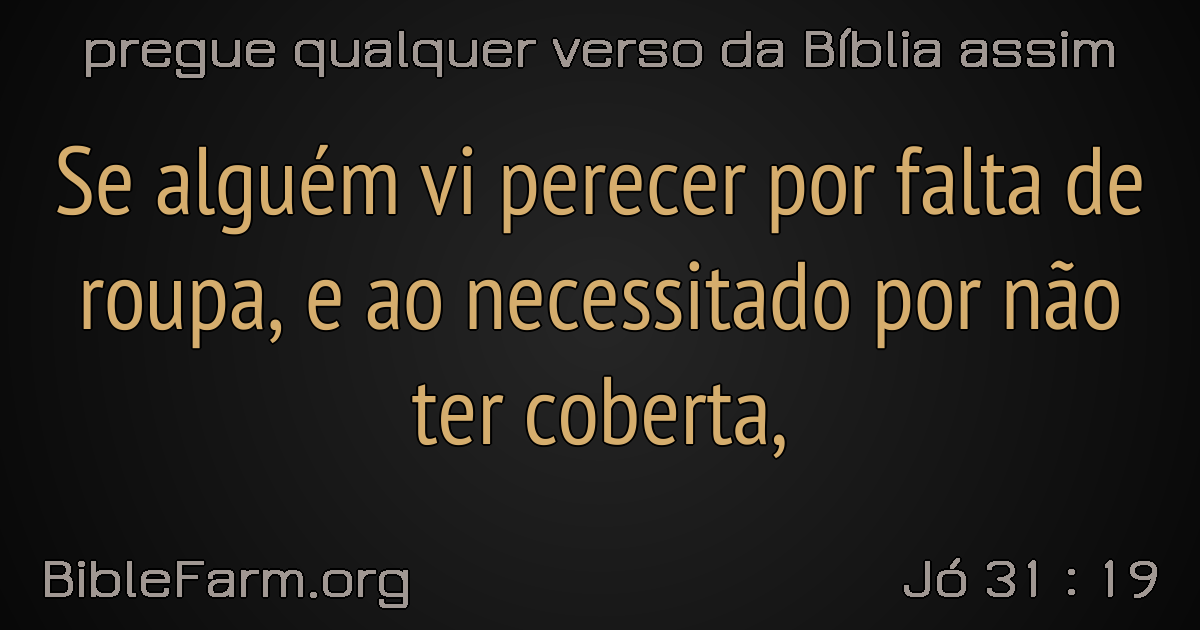 pregue qualquer verso da Bíblia assim
Se alguém vi perecer por falta de
roupa, e ao necessitado por não
ter coberta,
BibleFarm.org
Jó 31 : 19